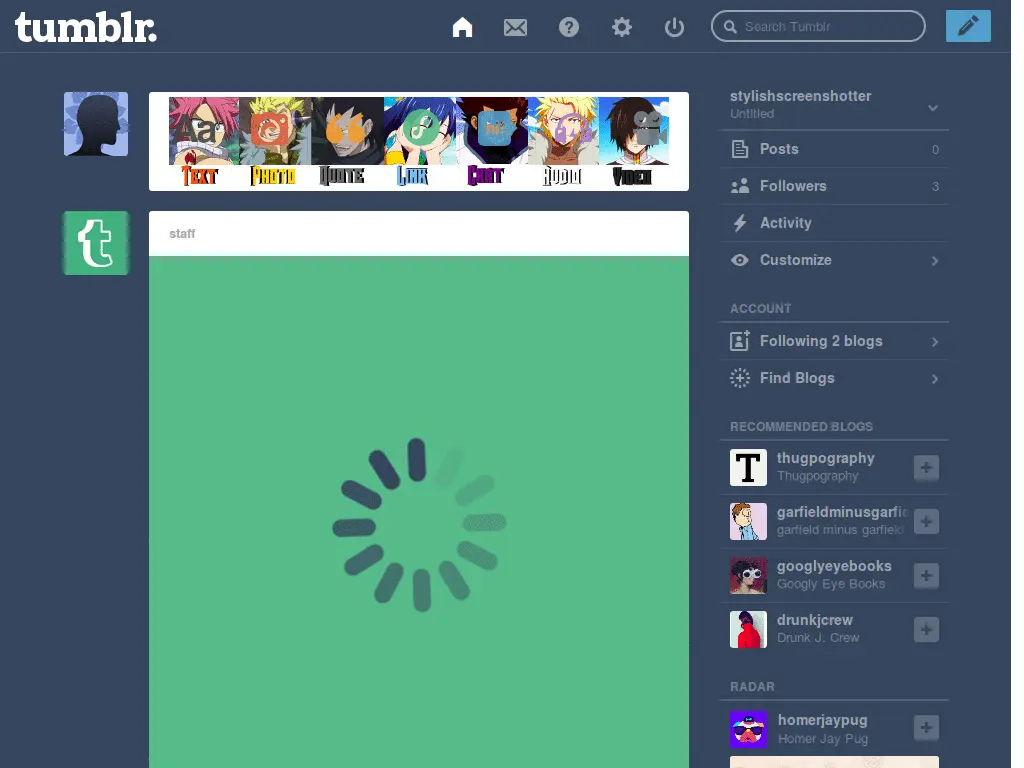 tumblr.
Search Tumblr
a
hi!
TEXT
PHOTO
QUOTE
LINK
CHAT
AUDIO
VIDEO
t
staff
stylishscreenshotter
Untitled
Posts 0
Followers 3
Activity
Customize
ACCOUNT
Following 2 blogs
Find Blogs
RECOMMENDED BLOGS
T
thugpography
Thugpography
garfieldminusgarfie
garfield minus garfield
googlyeyebooks
Googly Eye Books
drunkjcrew
Drunk J. Crew
RADAR
homerjaypug
Homer Jay Pug